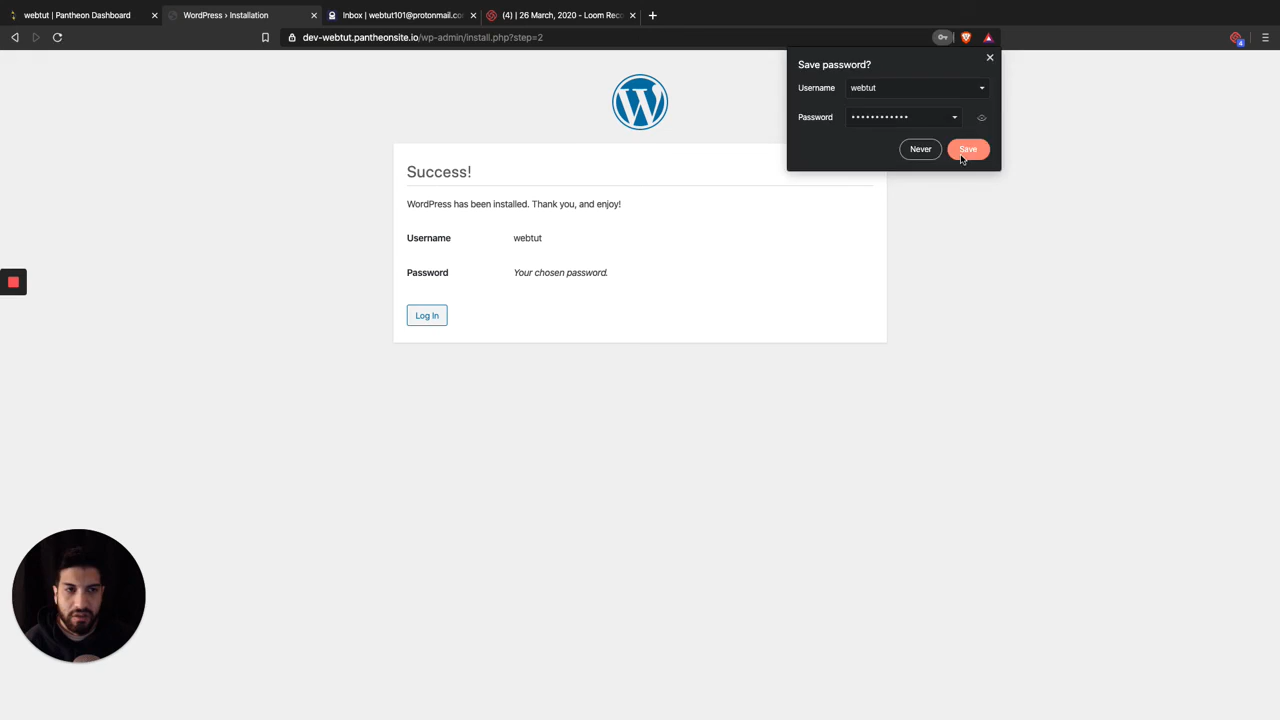 webtut | Pantheon Dashboard
WordPress › Installation
Inbox | webtut101@protonmail.co
(4) | 26 March, 2020 - Loom Reco
dev-webtut.pantheonsite.io/wp-admin/install.php?step=2
4
Save password?
Username
webtut
Password
••••••••••••
Never
Save
Success!
WordPress has been installed. Thank you, and enjoy!
Username
webtut
Password
Your chosen password.
Log In